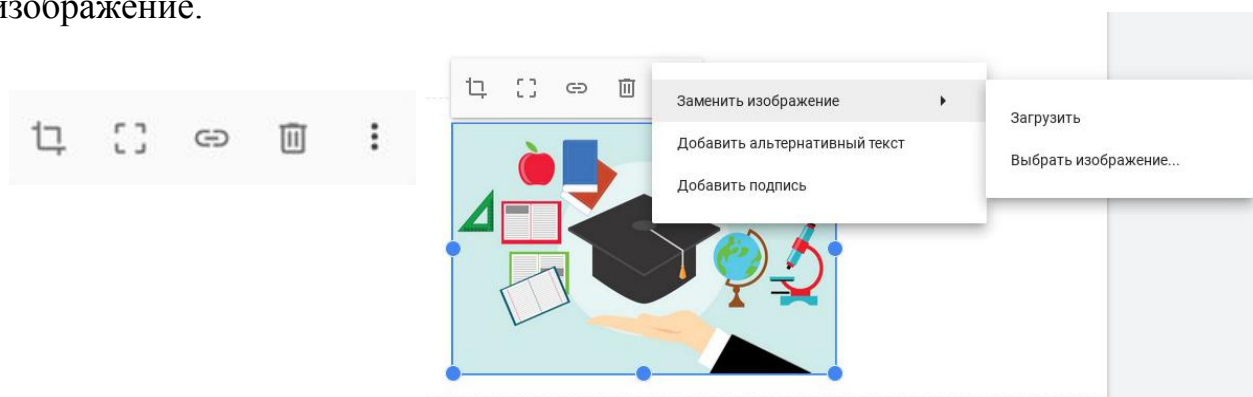 изображение.
Заменить изображение
Добавить альтернативный текст
Добавить подпись
Загрузить
Выбрать изображение...